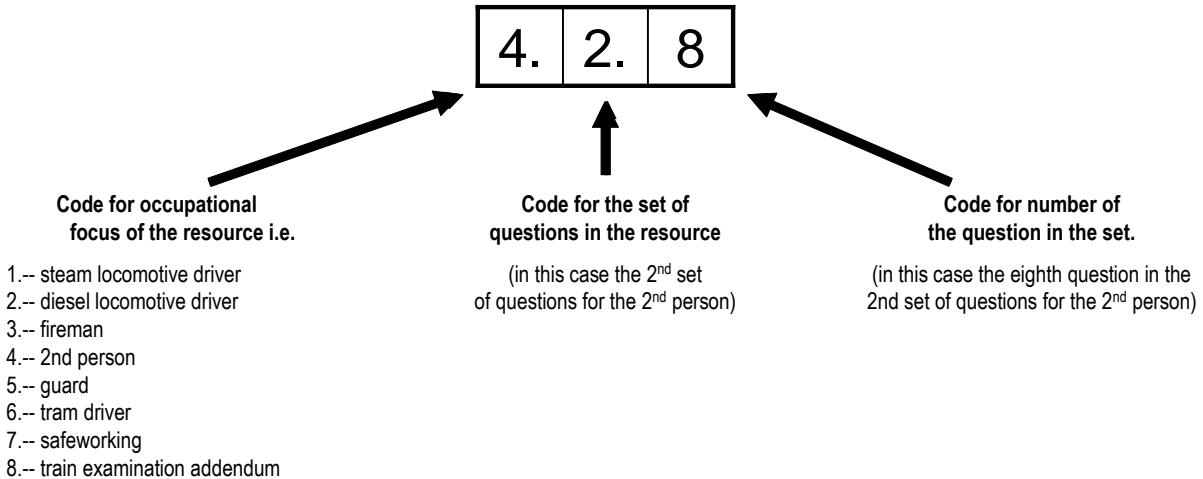 4. 2. 8
Code for occupational
focus of the resource i.e.
1.-- steam locomotive driver
2.-- diesel locomotive driver
3.-- fireman
4.-- 2nd person
5.-- guard
6.-- tram driver
7.-- safeworking
8.-- train examination addendum
Code for the set of
questions in the resource
(in this case the 2nd set
of questions for the 2nd person)
Code for number of
the question in the set.
(in this case the eighth question in the
2nd set of questions for the 2nd person)